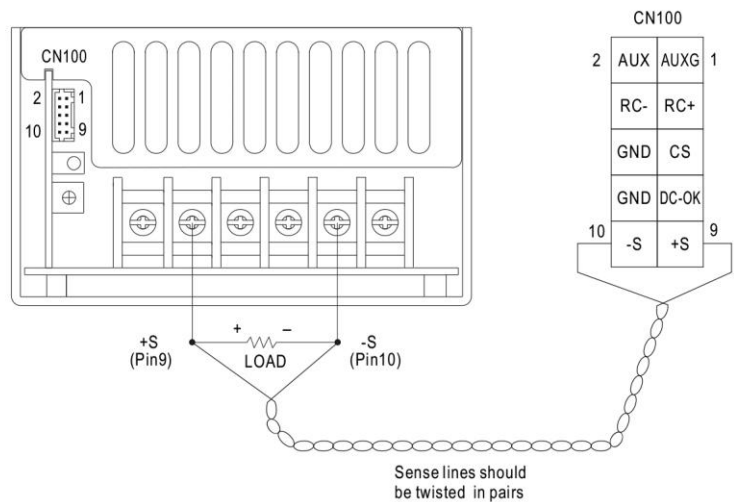 CN100
2 1
10 9
+S
(Pin9)
+ –
LOAD
-S
(Pin10)
CN100
2 AUX AUXG 1
RC- RC+
GND CS
GND DC-OK
10 -S +S 9
Sense lines should
be twisted in pairs